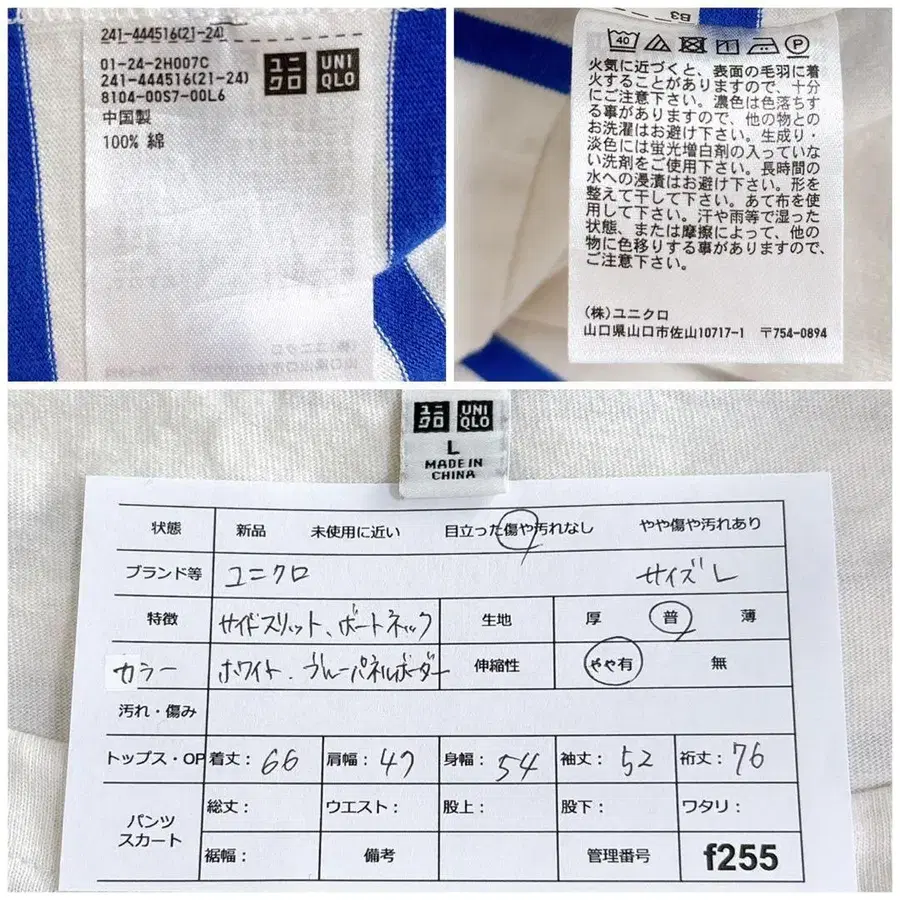 241-444516(21-24)
01-24-2H007C
241-444516(21-24)
8104-00S7-00L6
中国製
100% 綿
ユニクロ UNIQLO
B3
40 P
火気に近づくと、表面の毛羽に着
火することがありますので、十分
にご注意下さい。濃色は色落ちす
る事がありますので、他の物との
お洗濯はお避け下さい。生成り・
淡色には蛍光増白剤の入っていな
い洗剤をご使用下さい。長時間の
水への浸漬はお避け下さい。形を
整えて干して下さい。あて布を使
用して下さい。汗や雨等で湿った
状態、または摩擦によって、他の
物に色移りする事がありますので、
ご注意下さい。
(株)ユニクロ
山口県山口市佐山10717-1 〒754-0894
ユニクロ UNIQLO
L
MADE IN
CHINA
状態 新品 未使用に近い 目立った傷や汚れなし やや傷や汚れあり
ブランド等 ユニクロ サイズL
特徴 サイドスリット、ボートネック 生地 厚 普 薄
カラー ホワイト、ブルーパネルボーダー 伸縮性 やや有 無
汚れ・傷み
トップス・OP 着丈：66 肩幅：47 身幅：54 袖丈：52 裄丈：76
パンツ スカート 総丈： ウエスト： 股上： 股下： ワタリ：
裾幅： 備考 管理番号 f255